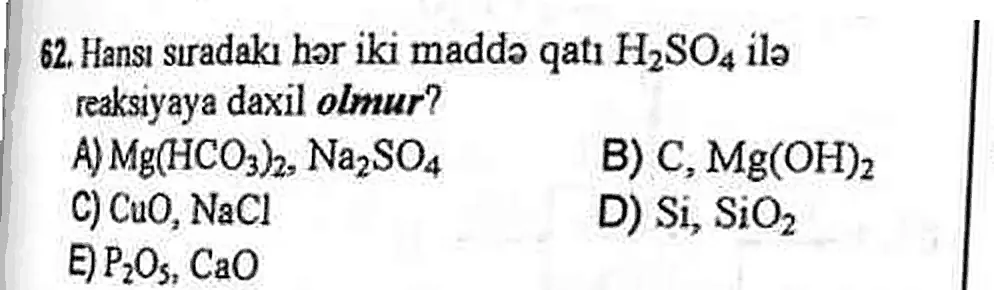 62. Hansı sıradakı hər iki maddə qatı H₂SO₄ ilə
reaksiyaya daxil olmur?
A) Mg(HCO₃)₂, Na₂SO₄ B) C, Mg(OH)₂
C) CuO, NaCl D) Si, SiO₂
E) P₂O₅, CaO